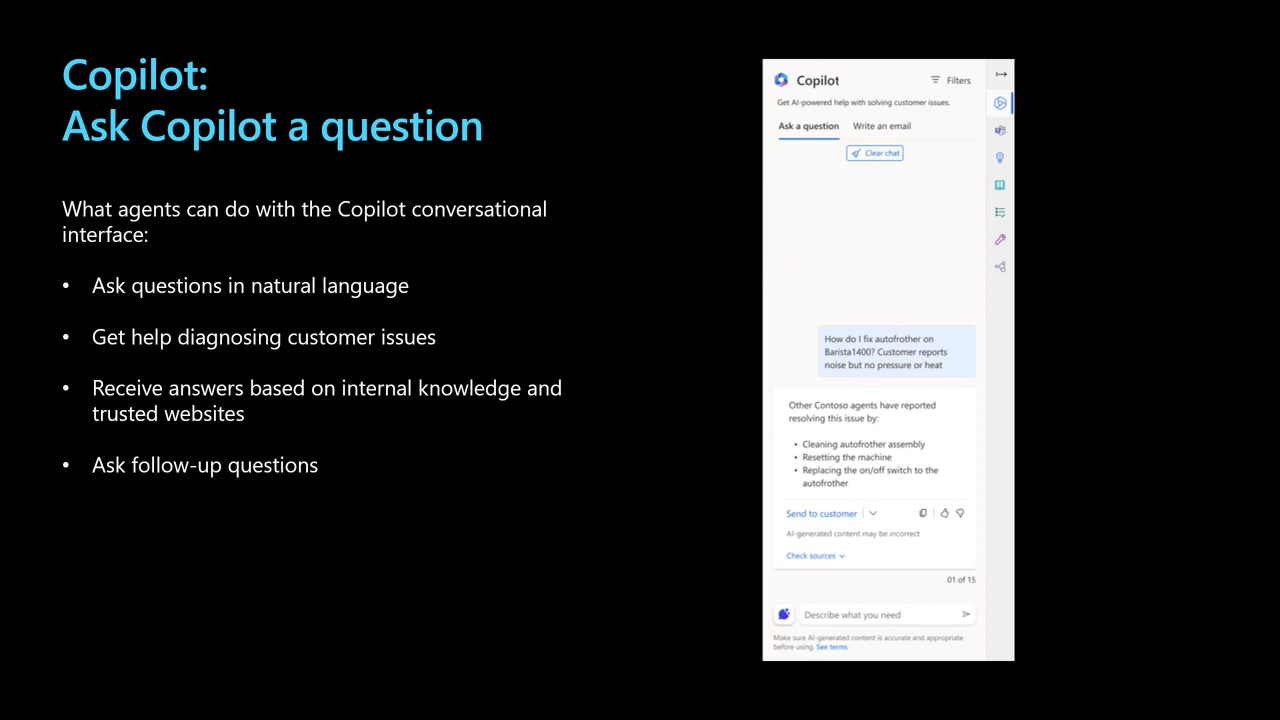 Copilot:
Ask Copilot a question
What agents can do with the Copilot conversational
interface:
• Ask questions in natural language
• Get help diagnosing customer issues
• Receive answers based on internal knowledge and
trusted websites
• Ask follow-up questions
Copilot
Filters
Get AI-powered help with solving customer issues.
Ask a question Write an email
Clear chat
How do I fix autofrother on
Barista1400? Customer reports
noise but no pressure or heat
Other Contoso agents have reported
resolving this issue by:
• Cleaning autofrother assembly
• Resetting the machine
• Replacing the on/off switch to the
autofrother
Send to customer
AI-generated content may be incorrect
Check sources
01 of 15
Describe what you need
Make sure AI-generated content is accurate and appropriate
before using. See terms